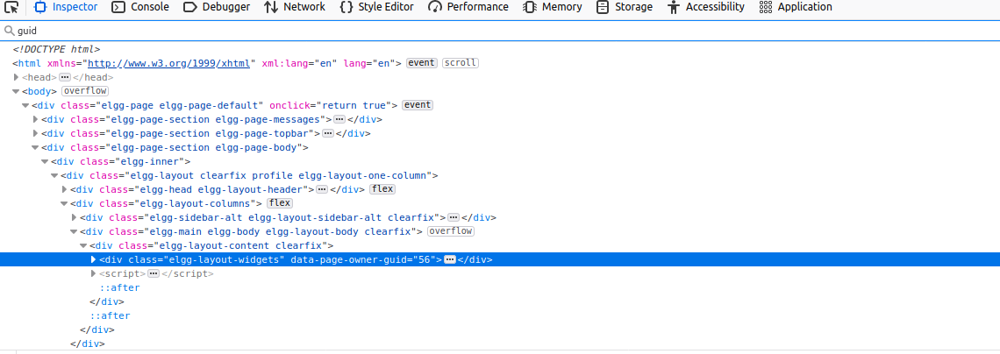 Inspector Console Debugger Network Style Editor Performance Memory Storage Accessibility Application
guid
<!DOCTYPE html>
<html xmlns="http://www.w3.org/1999/xhtml" xml:lang="en" lang="en"> event scroll
<head> ··· </head>
<body> overflow
<div class="elgg-page elgg-page-default" onclick="return true"> event
<div class="elgg-page-section elgg-page-messages"> ··· </div>
<div class="elgg-page-section elgg-page-topbar"> ··· </div>
<div class="elgg-page-section elgg-page-body">
<div class="elgg-inner">
<div class="elgg-layout clearfix profile elgg-layout-one-column">
<div class="elgg-head elgg-layout-header"> ··· </div> flex
<div class="elgg-layout-columns"> flex
<div class="elgg-sidebar-alt elgg-layout-sidebar-alt clearfix"> ··· </div>
<div class="elgg-main elgg-body elgg-layout-body clearfix"> overflow
<div class="elgg-layout-content clearfix">
<div class="elgg-layout-widgets" data-page-owner-guid="56"> ··· </div>
<script> ··· </script>
::after
</div>
::after
</div>
</div>